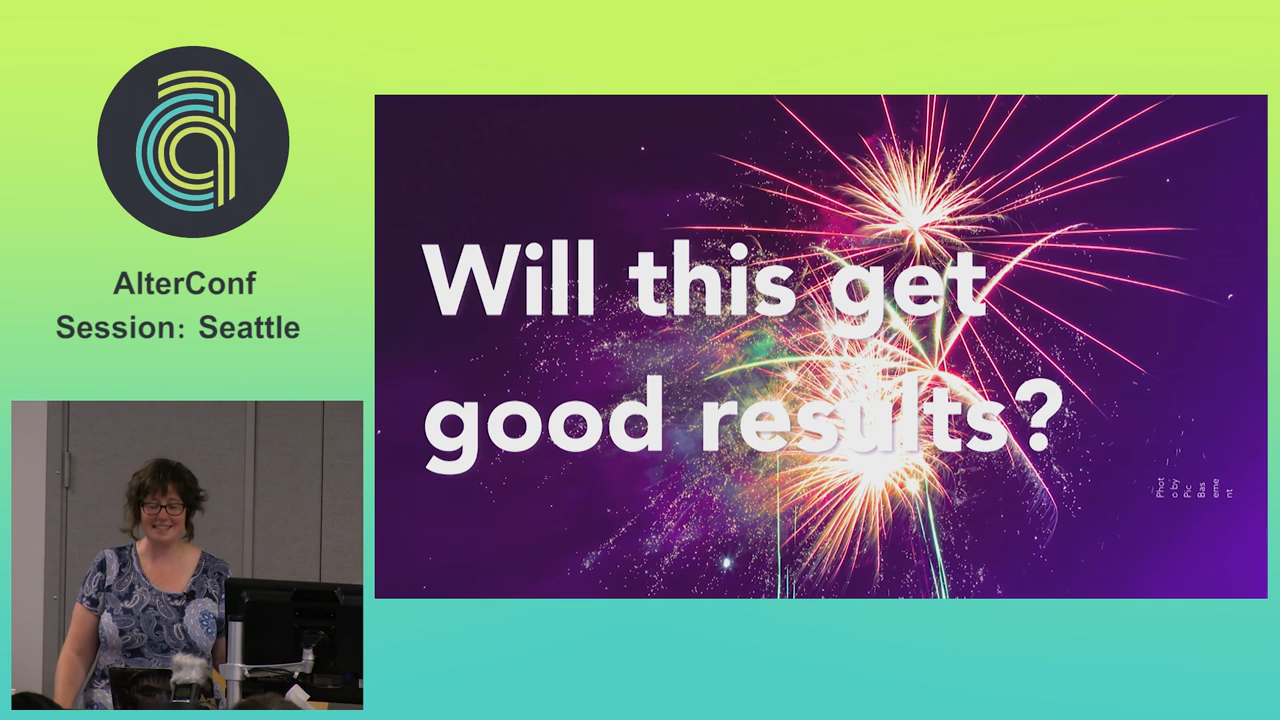 AlterConf
Session: Seattle
Will this get
good results?
Phot
o by
Pic
Bas
eme
nt